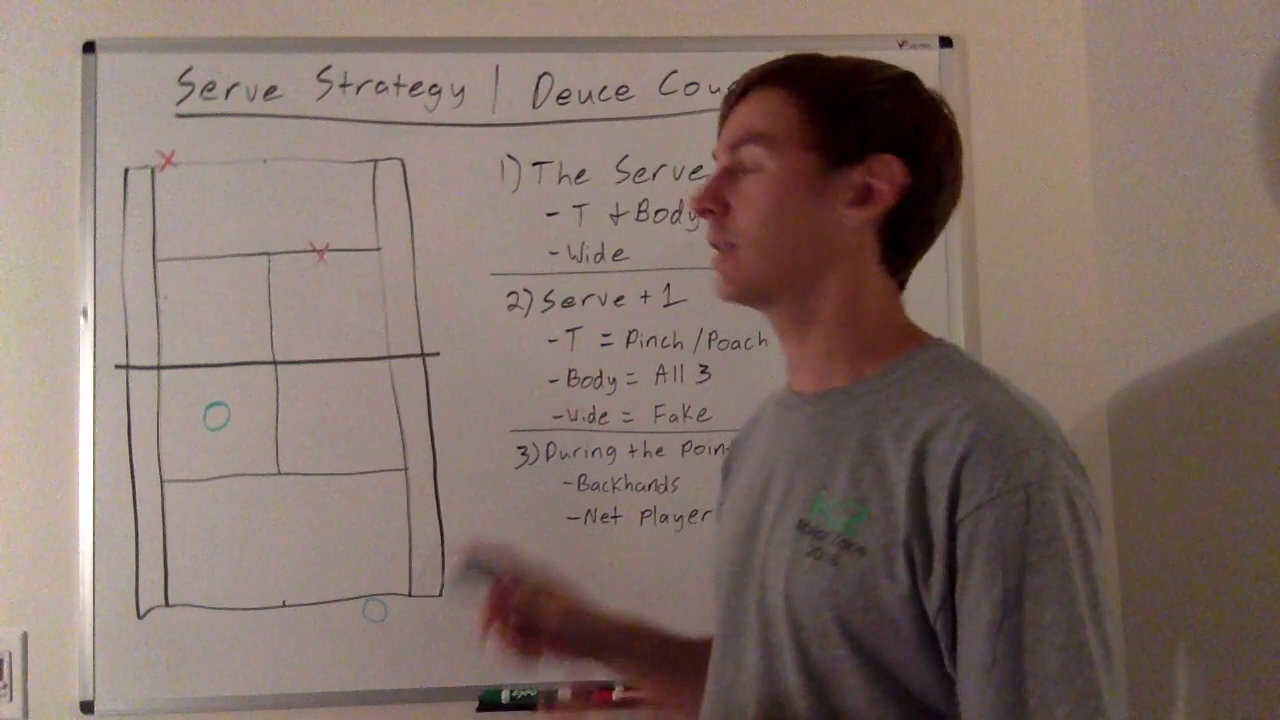 Serve Strategy | Deuce Cou
1) The Serve
- T + Body
- Wide
2) Serve + 1
- T = Pinch / Poach
- Body = All 3
- Wide = Fake
3) During the Poin
- Backhands
- Net Player
EXPO